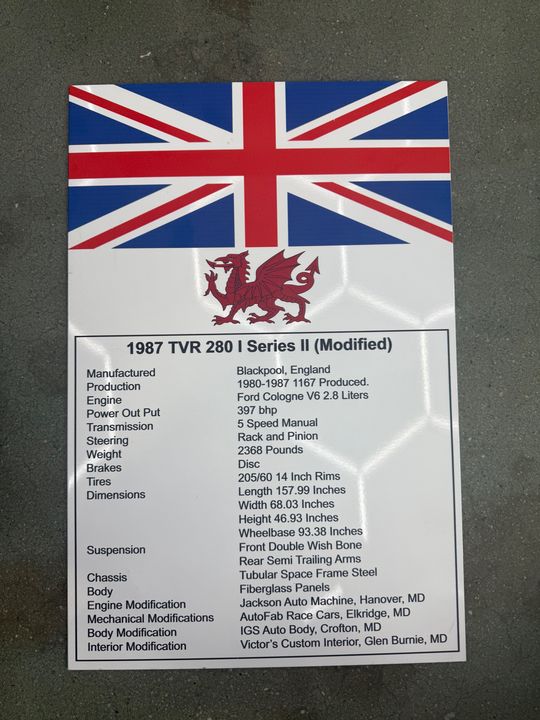 1987 TVR 280 I Series II (Modified)
Manufactured Blackpool, England
Production 1980-1987 1167 Produced.
Engine Ford Cologne V6 2.8 Liters
Power Out Put 397 bhp
Transmission 5 Speed Manual
Steering Rack and Pinion
Weight 2368 Pounds
Brakes Disc
Tires 205/60 14 Inch Rims
Dimensions Length 157.99 Inches
Width 68.03 Inches
Height 46.93 Inches
Wheelbase 93.38 Inches
Suspension Front Double Wish Bone
Rear Semi Trailing Arms
Chassis Tubular Space Frame Steel
Body Fiberglass Panels
Engine Modification Jackson Auto Machine, Hanover, MD
Mechanical Modifications AutoFab Race Cars, Elkridge, MD
Body Modification IGS Auto Body, Crofton, MD
Interior Modification Victor's Custom Interior, Glen Burnie, MD